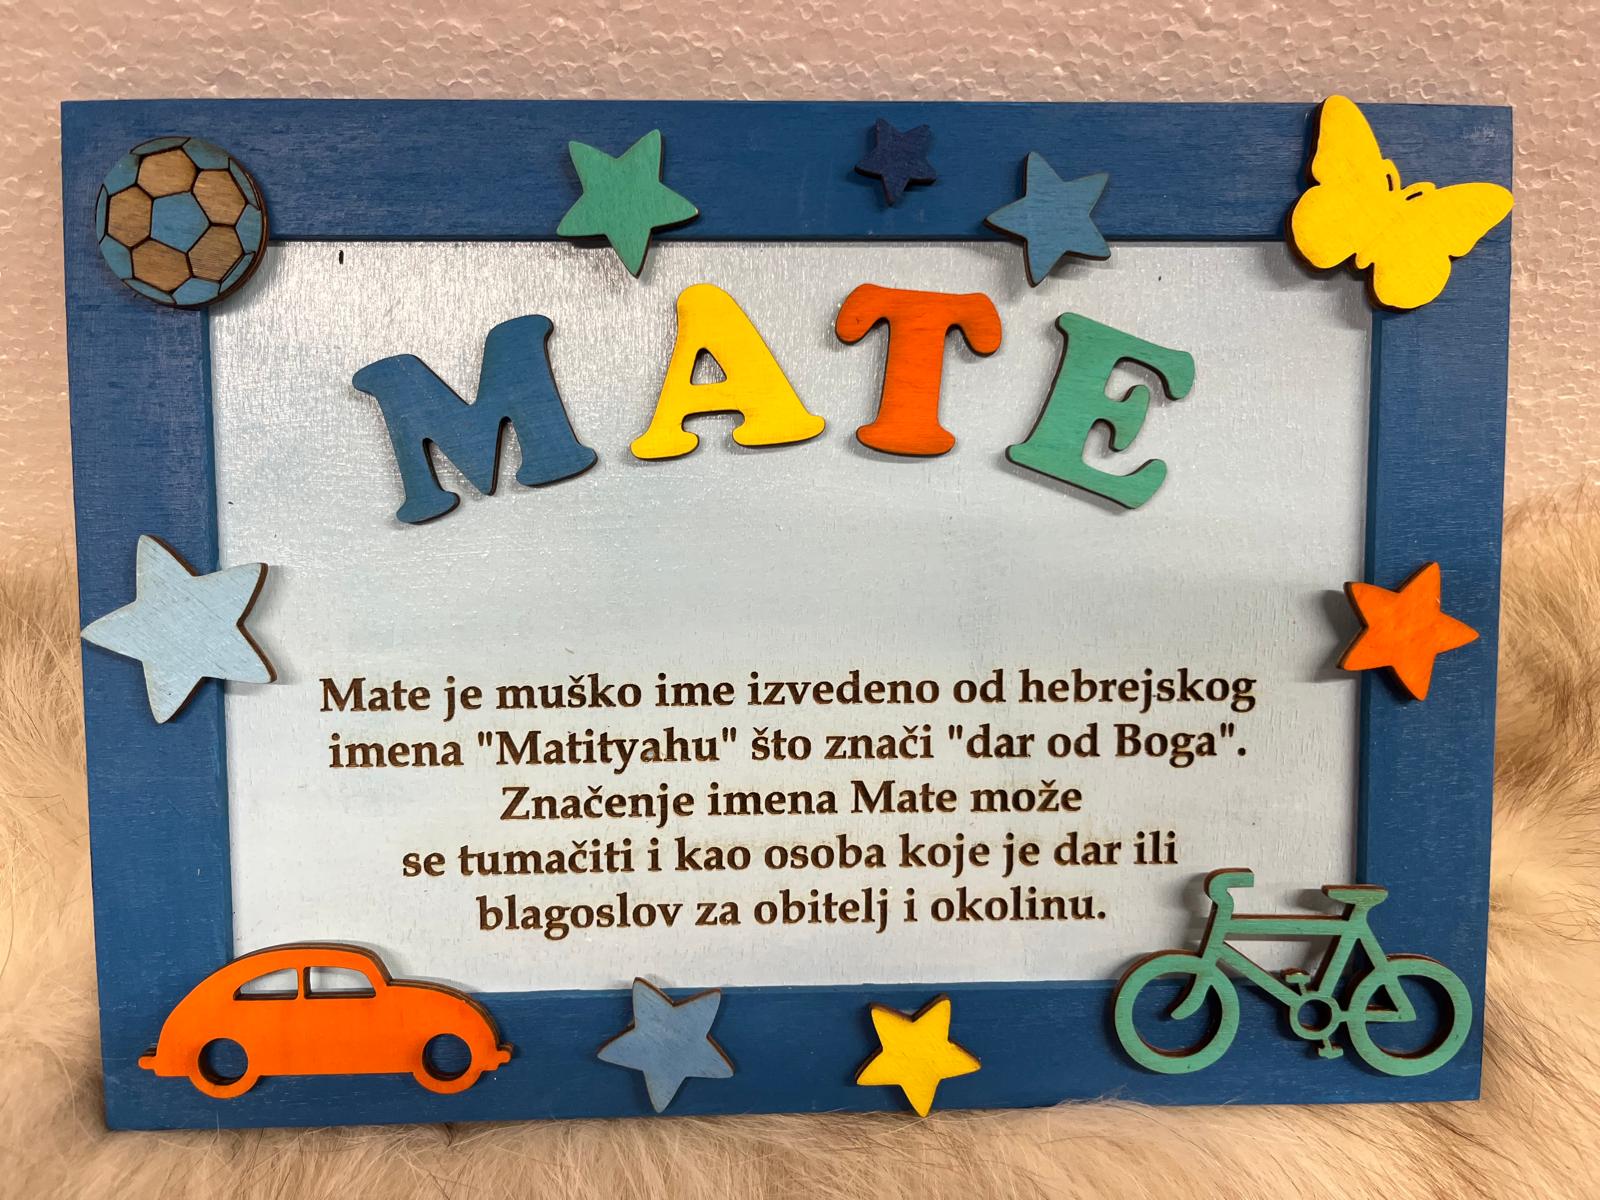 MATE
Mate je muško ime izvedeno od hebrejskog
imena "Matityahu" što znači "dar od Boga".
Značenje imena Mate može
se tumačiti i kao osoba koje je dar ili
blagoslov za obitelj i okolinu.